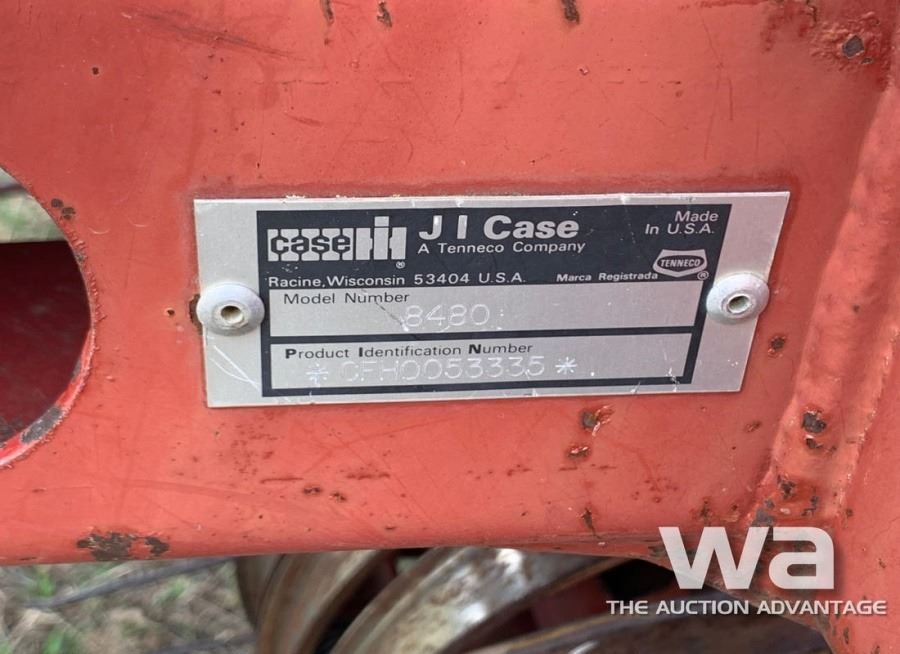 case IH ®
J I Case
A Tenneco Company
Made
In U.S.A.
TENNECO ®
Racine, Wisconsin 53404 U.S.A. Marca Registrada
Model Number
8480
Product Identification Number
* CFH0053335 *
wa
THE AUCTION ADVANTAGE